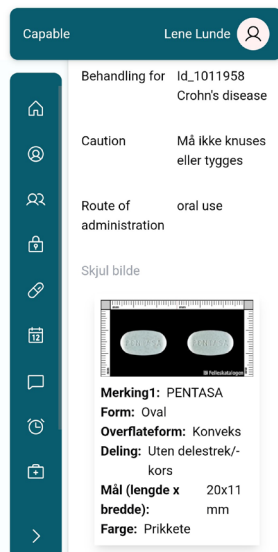 Capable
Lene Lunde
Behandling for
Id_1011958
Crohn's disease
Caution
Må ikke knuses
eller tygges
Route of
administration
oral use
Skjul bilde
12
PENTASA
Felleskatalogen
Merking1: PENTASA
Form: Oval
Overflateform: Konveks
Deling: Uten delestrek/-
kors
Mål (lengde x
bredde):
20x11
mm
Farge: Prikkete